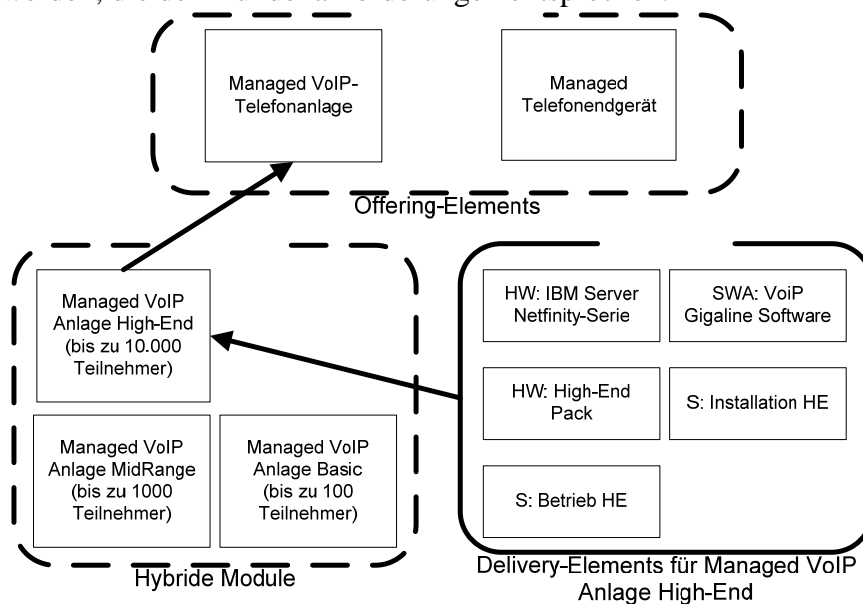 Managed VoIP-
Telefonanlage
Managed
Telefonendgerät
Offering-Elements
Managed VoIP
Anlage High-End
(bis zu 10.000
Teilnehmer)
Managed VoIP
Anlage MidRange
(bis zu 1000
Teilnehmer)
Managed VoIP
Anlage Basic
(bis zu 100
Teilnehmer)
Hybride Module
HW: IBM Server
Netfinity-Serie
SWA: VoiP
Gigaline Software
HW: High-End
Pack
S: Installation HE
S: Betrieb HE
Delivery-Elements für Managed VoIP
Anlage High-End